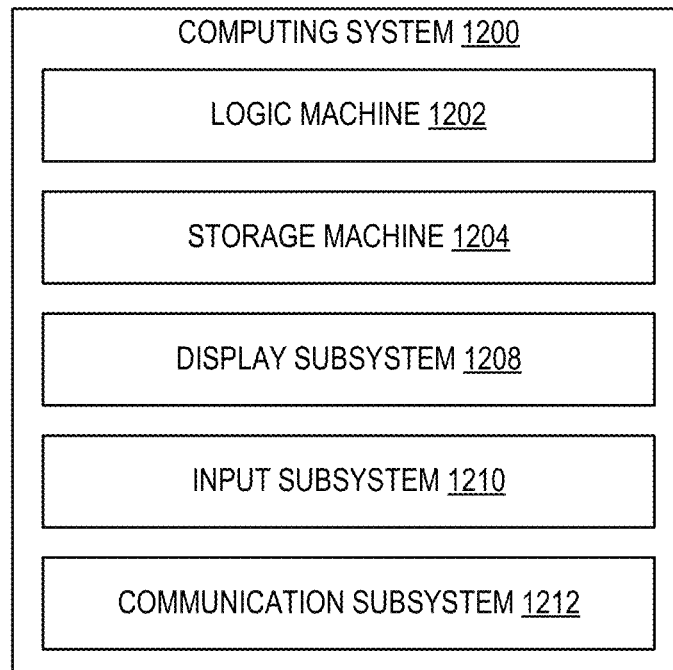 COMPUTING SYSTEM 1200
LOGIC MACHINE 1202
STORAGE MACHINE 1204
DISPLAY SUBSYSTEM 1208
INPUT SUBSYSTEM 1210
COMMUNICATION SUBSYSTEM 1212